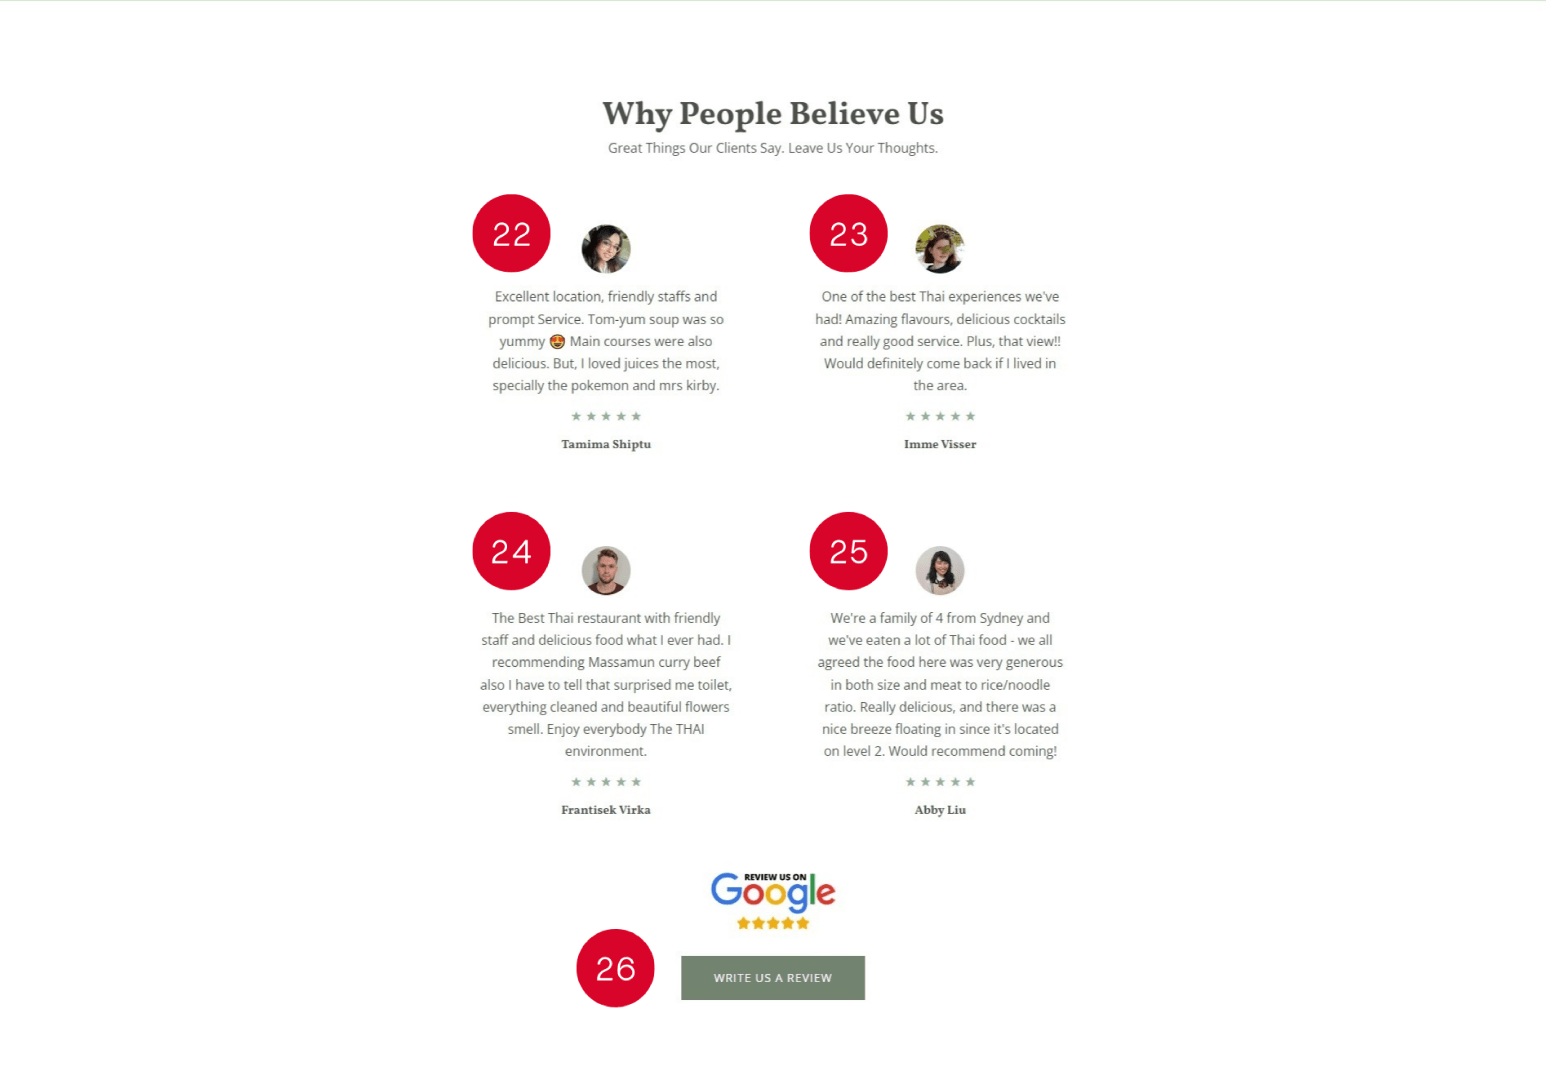 Why People Believe Us
Great Things Our Clients Say. Leave Us Your Thoughts.
22
Excellent location, friendly staffs and
prompt Service. Tom-yum soup was so
yummy 😍 Main courses were also
delicious. But, I loved juices the most,
specially the pokemon and mrs kirby.
★ ★ ★ ★ ★
Tamima Shiptu
23
One of the best Thai experiences we've
had! Amazing flavours, delicious cocktails
and really good service. Plus, that view!!
Would definitely come back if I lived in
the area.
★ ★ ★ ★ ★
Imme Visser
24
The Best Thai restaurant with friendly
staff and delicious food what I ever had. I
recommending Massamun curry beef
also I have to tell that surprised me toilet,
everything cleaned and beautiful flowers
smell. Enjoy everybody The THAI
environment.
★ ★ ★ ★ ★
Frantisek Virka
25
We're a family of 4 from Sydney and
we've eaten a lot of Thai food - we all
agreed the food here was very generous
in both size and meat to rice/noodle
ratio. Really delicious, and there was a
nice breeze floating in since it's located
on level 2. Would recommend coming!
★ ★ ★ ★ ★
Abby Liu
REVIEW US ON
Google
★★★★★
26
WRITE US A REVIEW